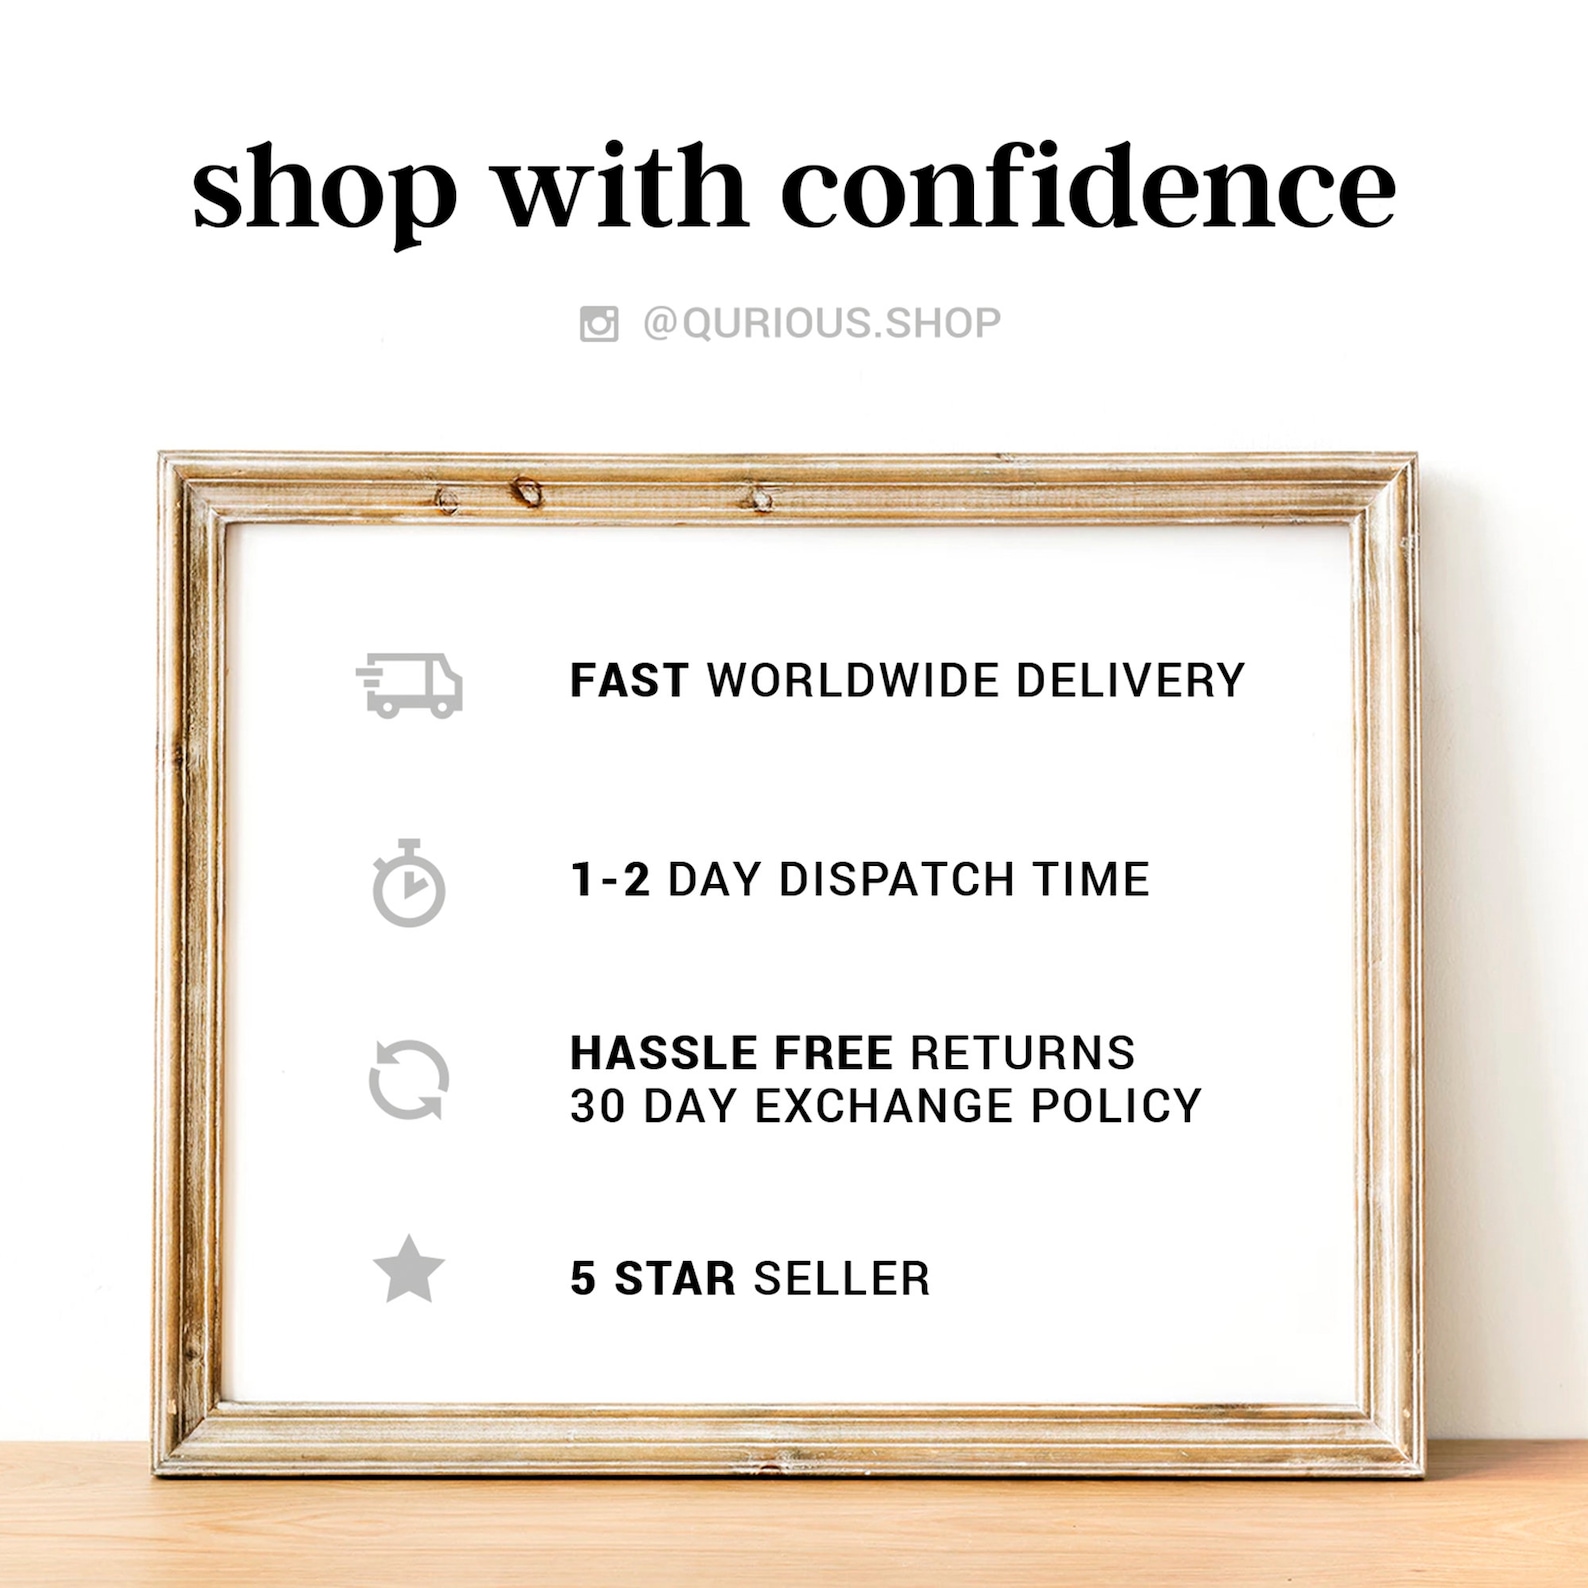 shop with confidence
@QURIOUS.SHOP
FAST WORLDWIDE DELIVERY
1-2 DAY DISPATCH TIME
HASSLE FREE RETURNS
30 DAY EXCHANGE POLICY
5 STAR SELLER